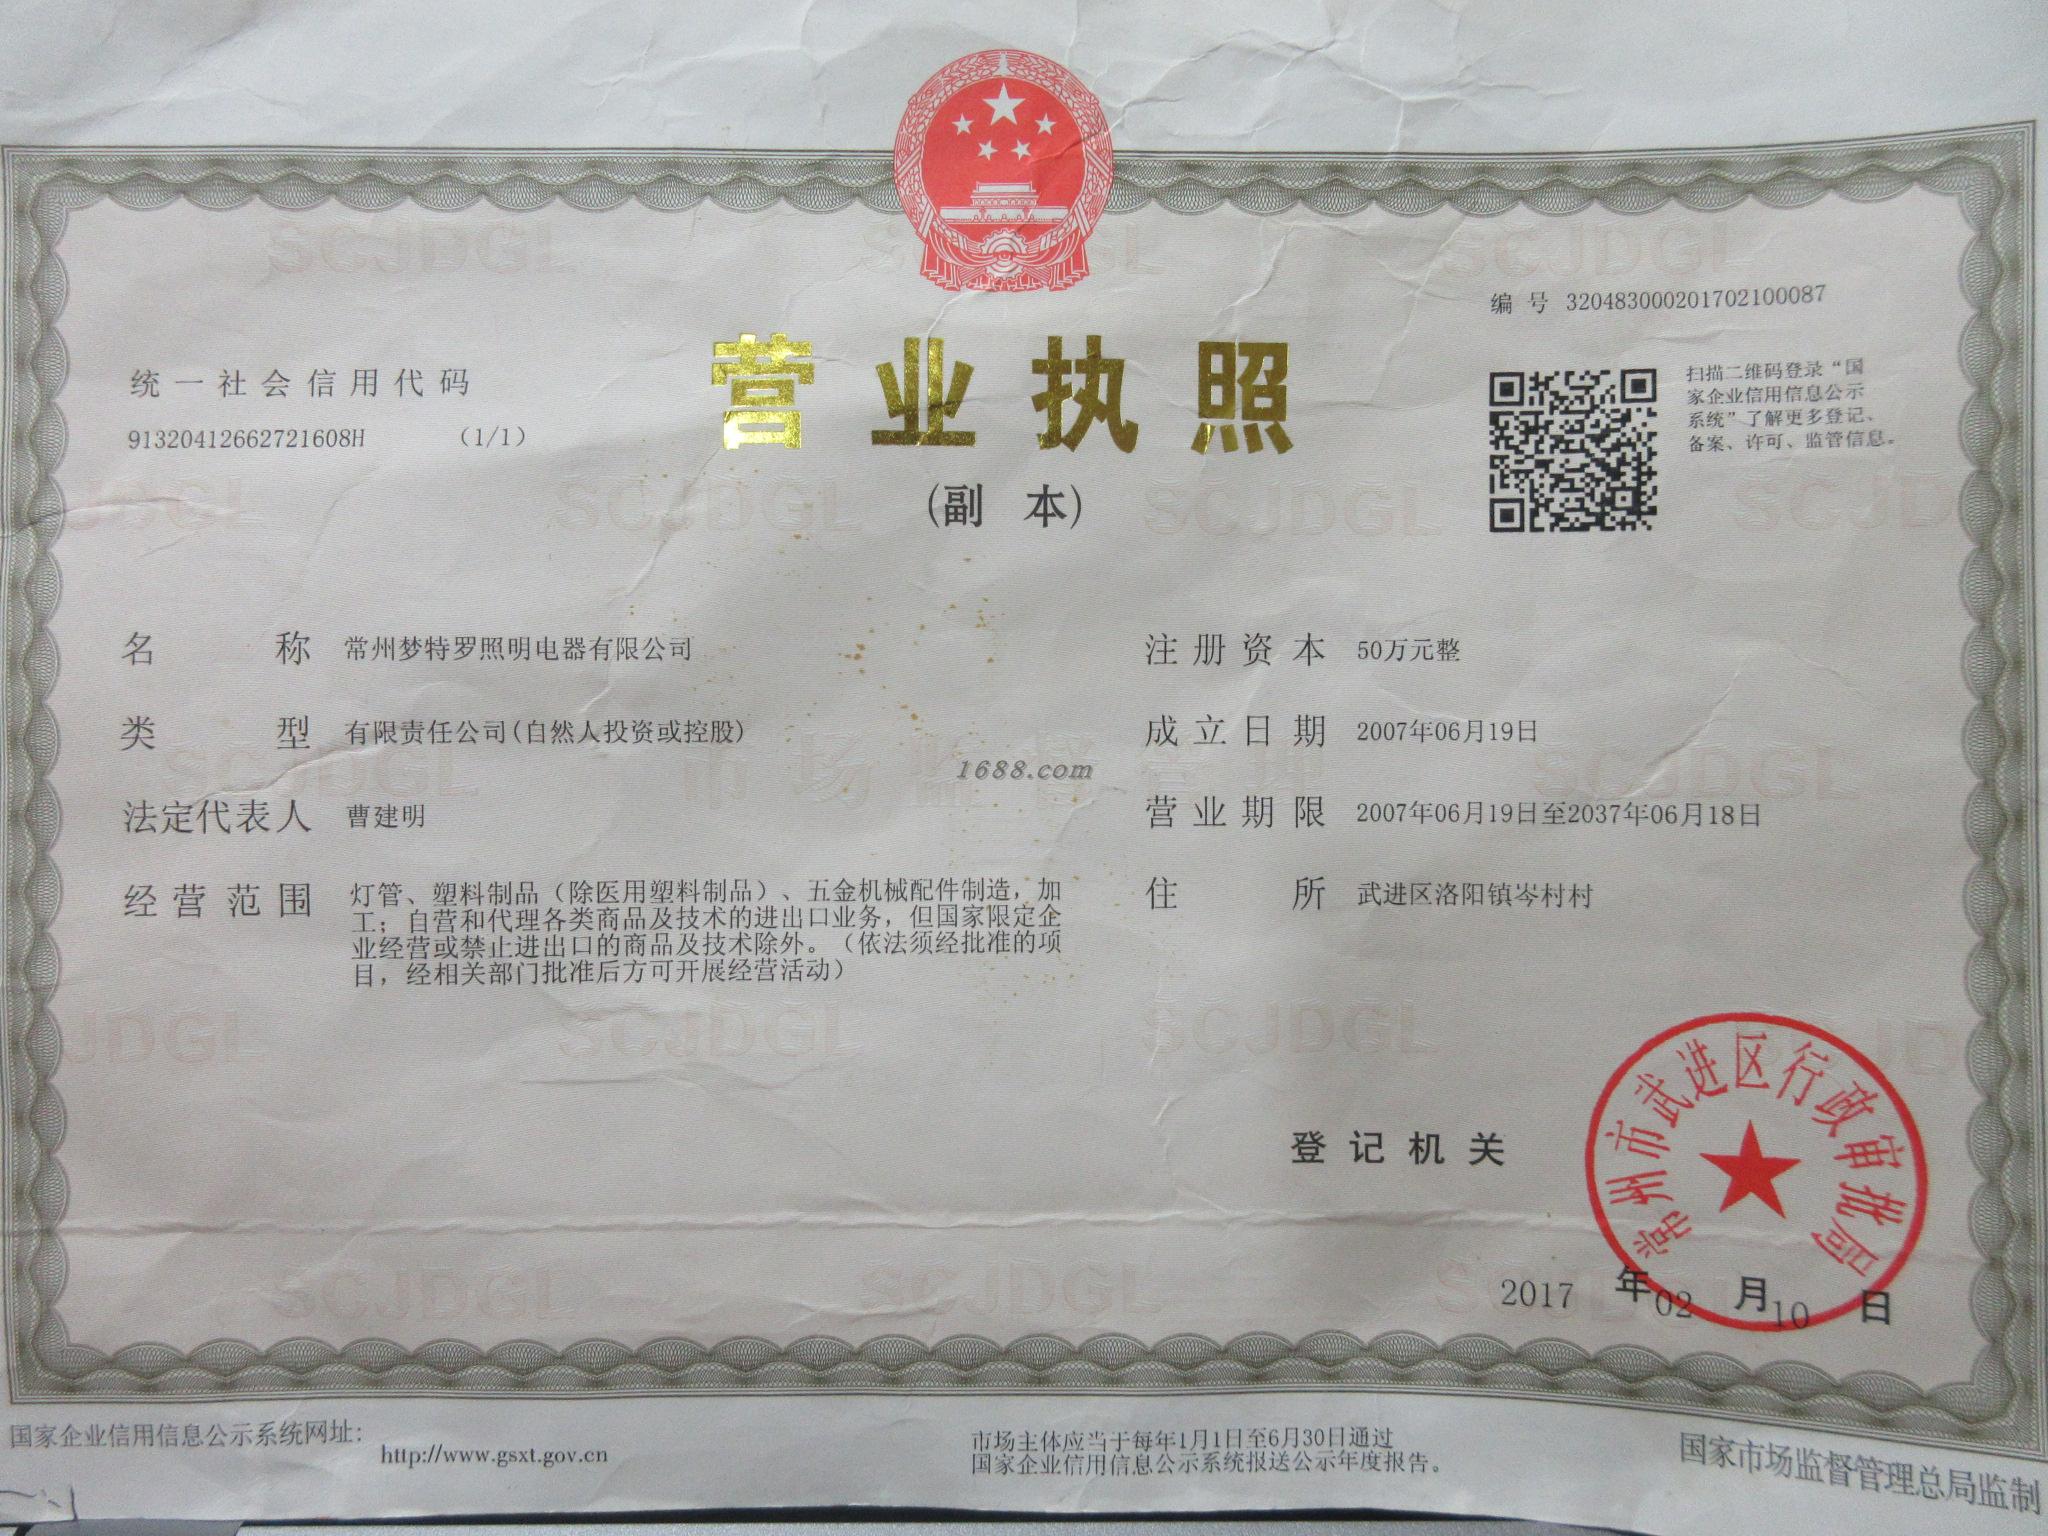 编号 320483000201702100087
统一社会信用代码
91320412662721608H （1/1）
营业执照
(副 本)
扫描二维码登录“国
家企业信用信息公示
系统”了解更多登记、
备案、许可、监管信息。
名称 常州梦特罗照明电器有限公司
类型 有限责任公司(自然人投资或控股)
法定代表人 曹建明
经营范围 灯管、塑料制品（除医用塑料制品）、五金机械配件制造，加
工；自营和代理各类商品及技术的进出口业务，但国家限定企
业经营或禁止进出口的商品及技术除外。（依法须经批准的项
目，经相关部门批准后方可开展经营活动）
注册资本 50万元整
成立日期 2007年06月19日
营业期限 2007年06月19日至2037年06月18日
住所 武进区洛阳镇岑村村
1688.com
SCJDGL
市场监督管理
登记机关
常州市武进区行政审批局
2017 年 02 月 10 日
国家企业信用信息公示系统网址：
http://www.gsxt.gov.cn
市场主体应当于每年1月1日至6月30日通过
国家企业信用信息公示系统报送公示年度报告。
国家市场监督管理总局监制